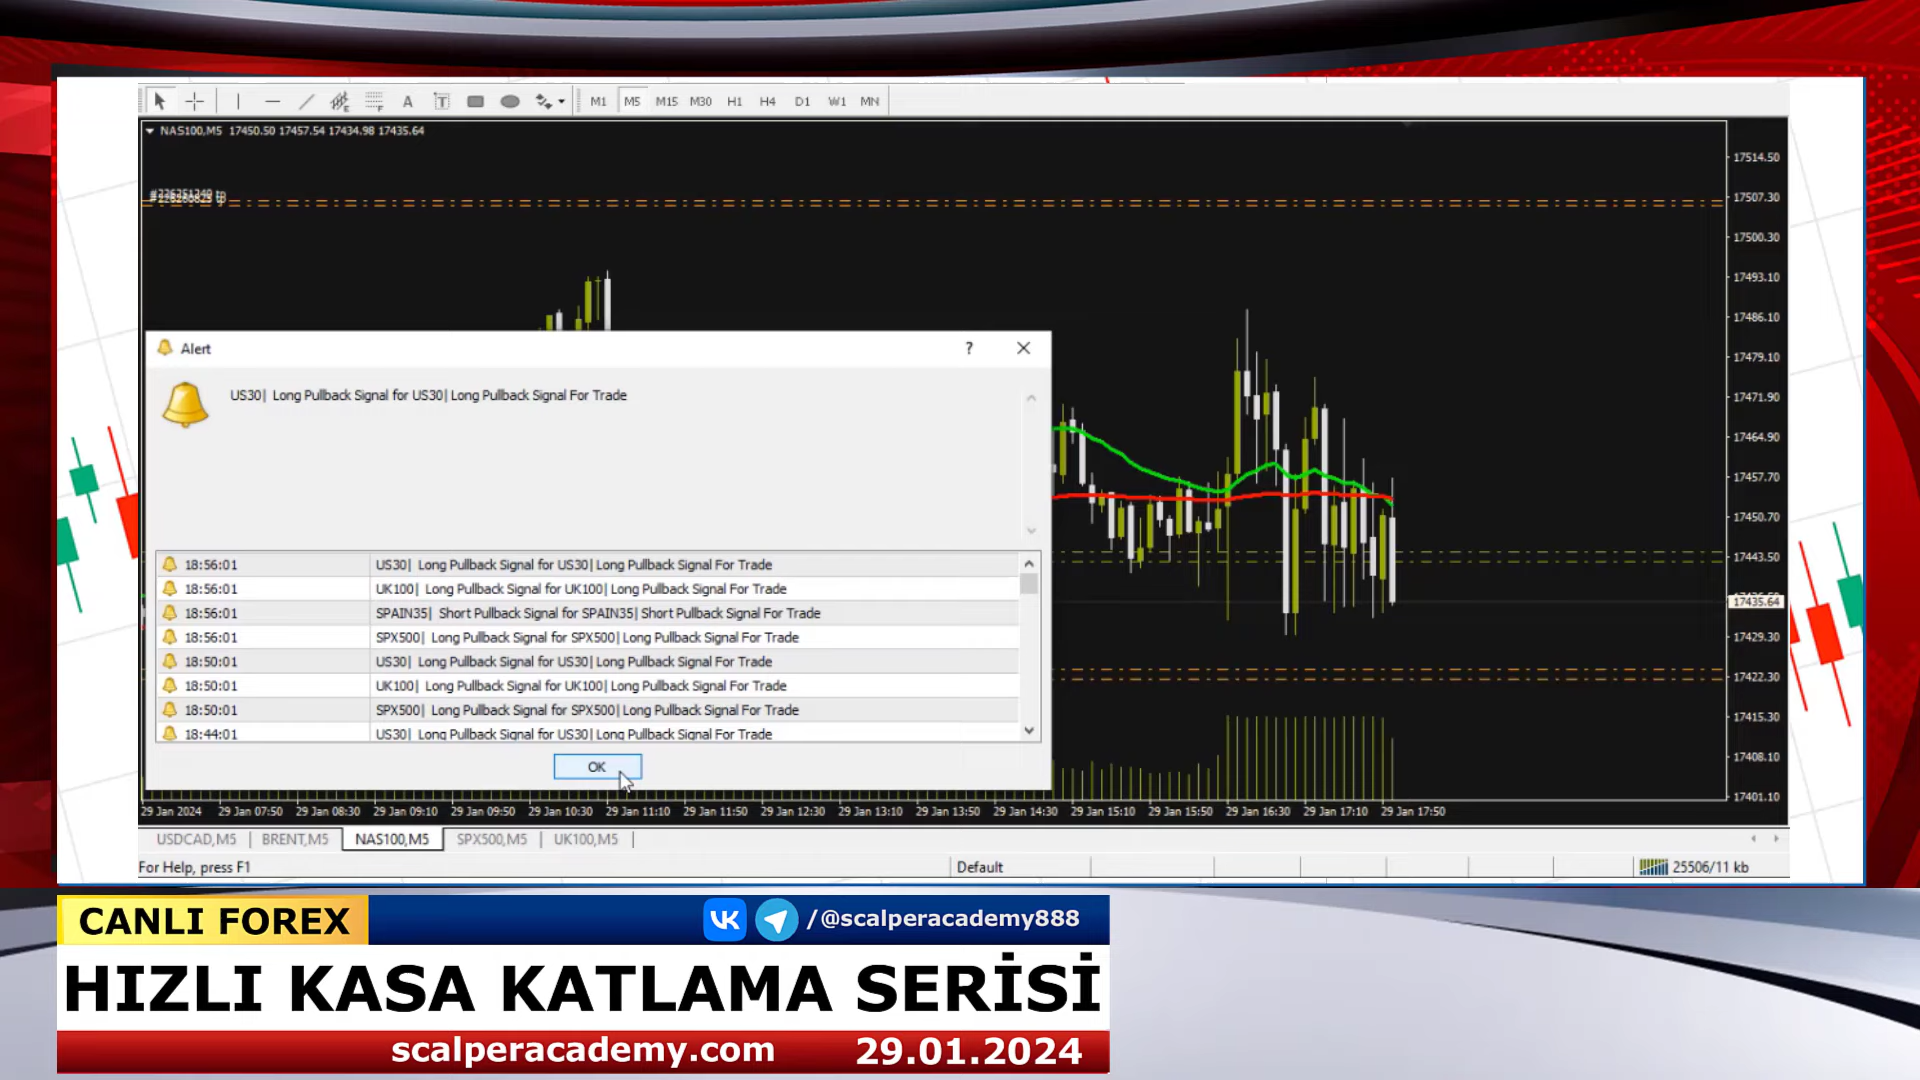 M1 M5 M15 M30 H1 H4 D1 W1 MN
NAS100,M5 17450.50 17457.54 17434.98 17435.64
17514.50
17507.30
17500.30
17493.10
17486.10
17479.10
17471.90
17464.90
17457.70
17450.70
17443.50
17435.64
17429.30
17422.30
17415.30
17408.10
17401.10
Alert
US30| Long Pullback Signal for US30| Long Pullback Signal For Trade
18:56:01 US30| Long Pullback Signal for US30| Long Pullback Signal For Trade
18:56:01 UK100| Long Pullback Signal for UK100| Long Pullback Signal For Trade
18:56:01 SPAIN35| Short Pullback Signal for SPAIN35| Short Pullback Signal For Trade
18:56:01 SPX500| Long Pullback Signal for SPX500| Long Pullback Signal For Trade
18:50:01 US30| Long Pullback Signal for US30| Long Pullback Signal For Trade
18:50:01 UK100| Long Pullback Signal for UK100| Long Pullback Signal For Trade
18:50:01 SPX500| Long Pullback Signal for SPX500| Long Pullback Signal For Trade
18:44:01 US30| Long Pullback Signal for US30| Long Pullback Signal For Trade
OK
29 Jan 2024 29 Jan 07:50 29 Jan 08:30 29 Jan 09:10 29 Jan 09:50 29 Jan 10:30 29 Jan 11:10 29 Jan 11:50 29 Jan 12:30 29 Jan 13:10 29 Jan 13:50 29 Jan 14:30 29 Jan 15:10 29 Jan 15:50 29 Jan 16:30 29 Jan 17:10 29 Jan 17:50
USDCAD,M5 BRENT,M5 NAS100,M5 SPX500,M5 UK100,M5
For Help, press F1 Default 25506/11 kb
CANLI FOREX /@scalperacademy888
HIZLI KASA KATLAMA SERİSİ
scalperacademy.com 29.01.2024